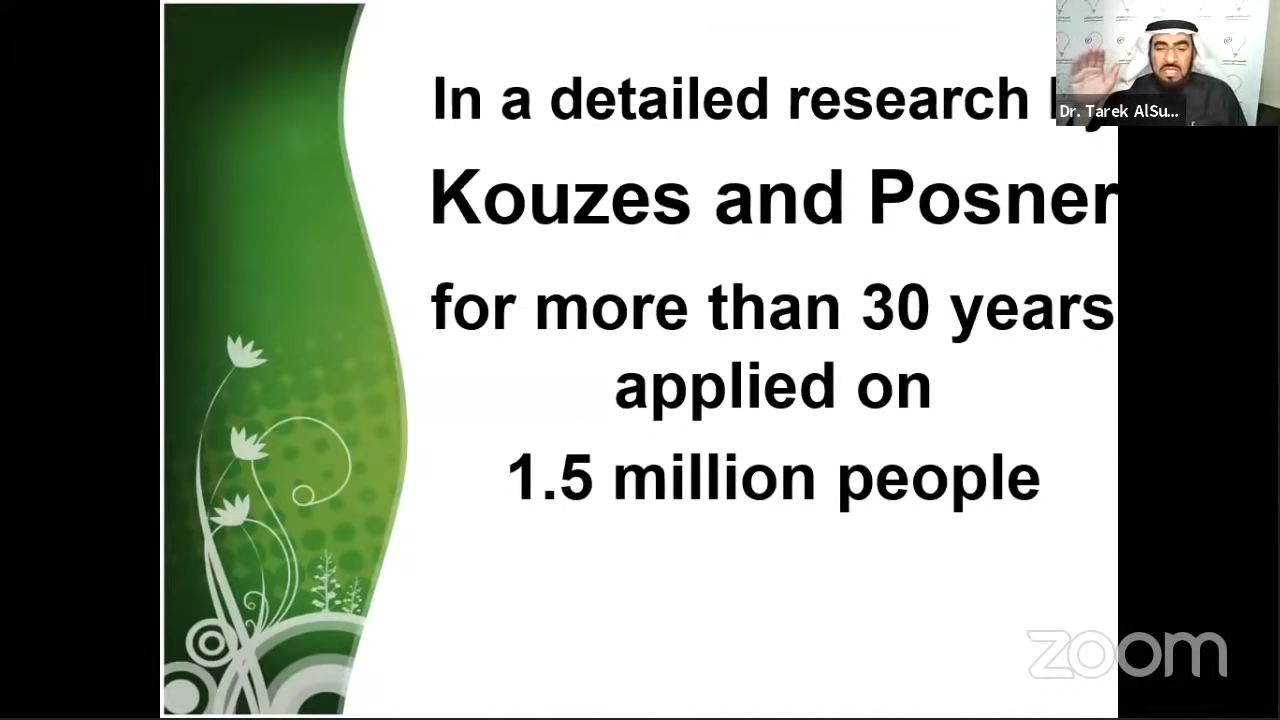 In a detailed research by
Kouzes and Posner
for more than 30 years
applied on
1.5 million people
Dr. Tarek AlSu...
zoom